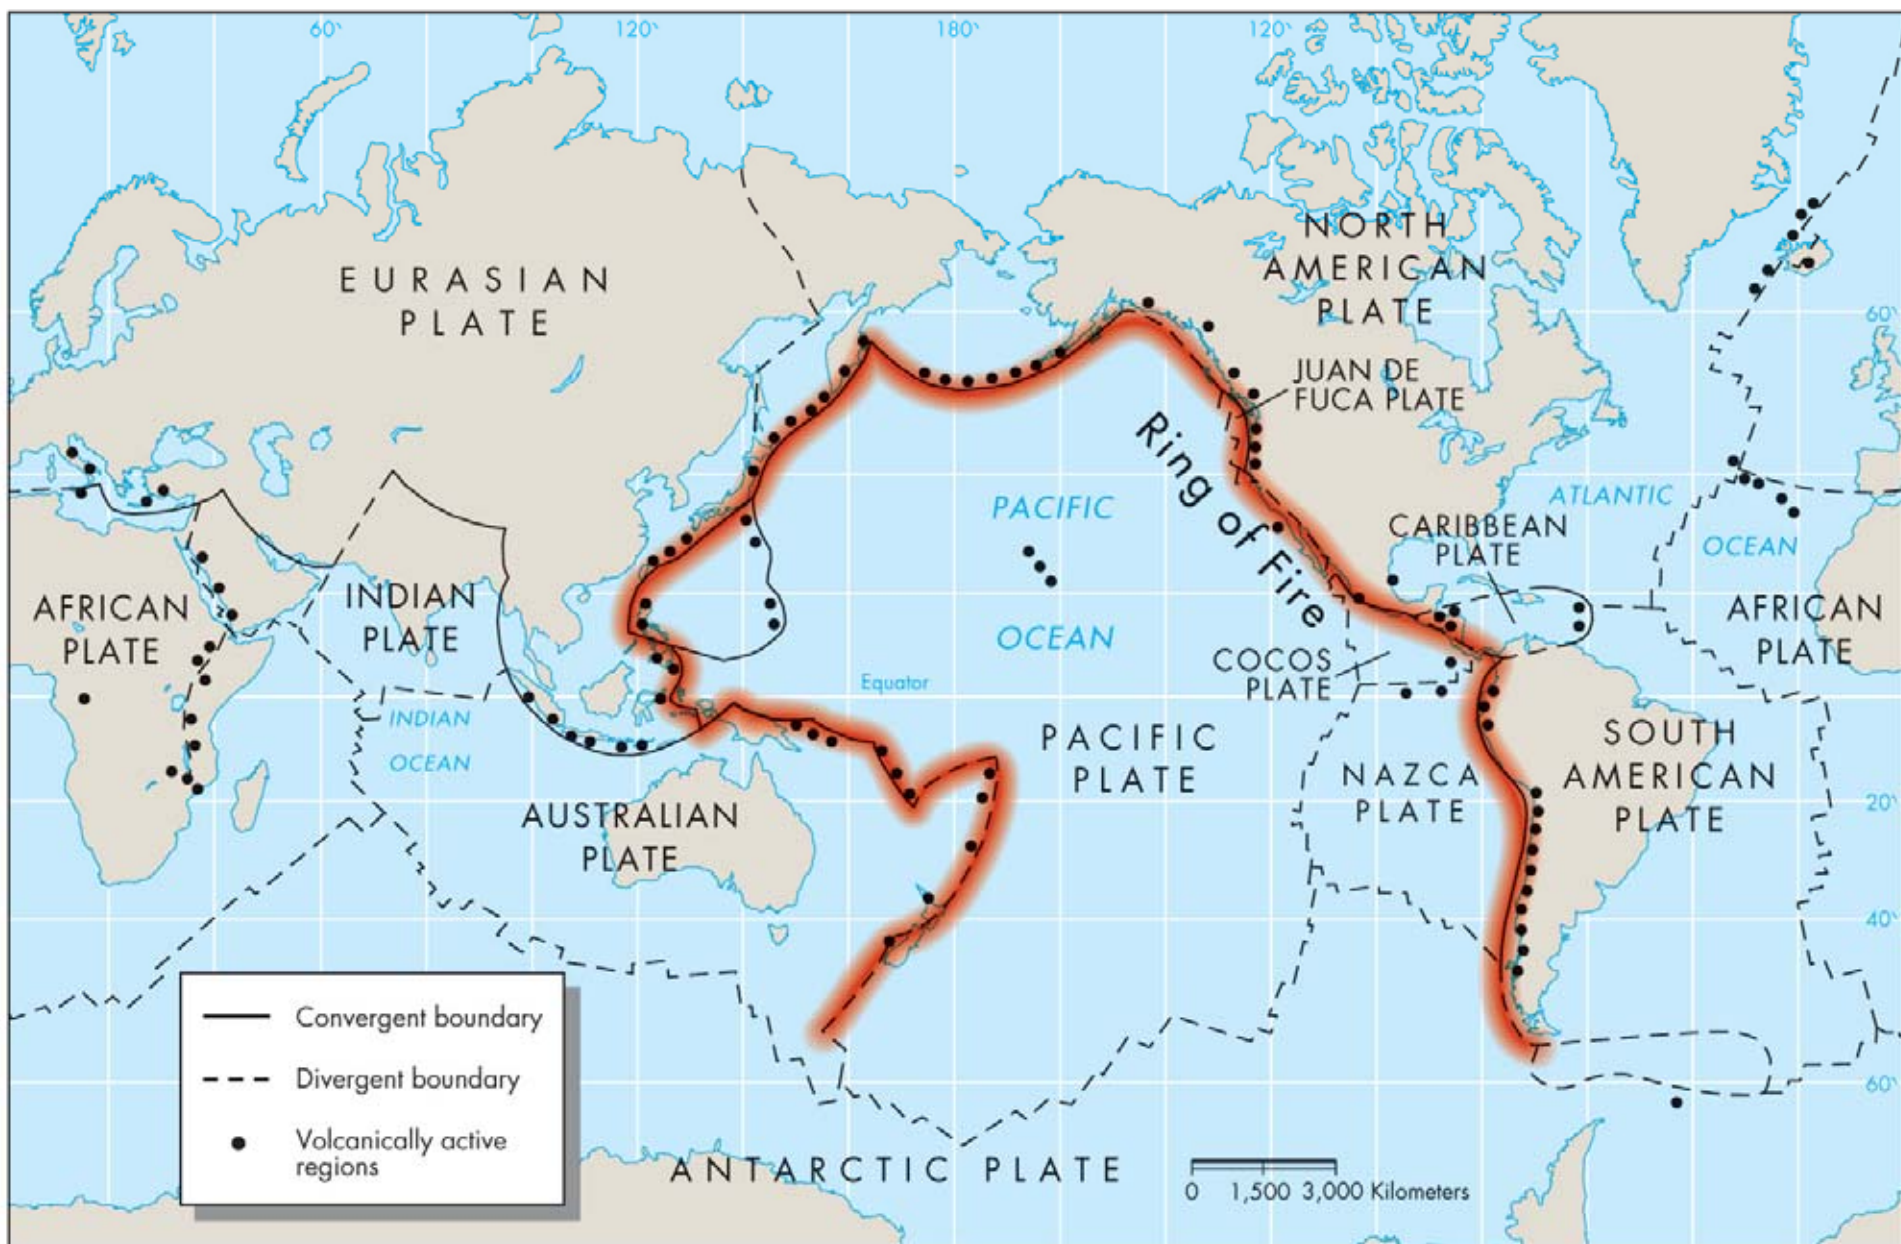 60°
120°
180°
120°
NORTH
AMERICAN
PLATE
EURASIAN
PLATE
60°
JUAN DE
FUCA PLATE
Ring of Fire
PACIFIC
OCEAN
ATLANTIC
OCEAN
CARIBBEAN
PLATE
AFRICAN
PLATE
INDIAN
PLATE
AFRICAN
PLATE
COCOS
PLATE
Equator
INDIAN
OCEAN
PACIFIC
PLATE
SOUTH
AMERICAN
PLATE
NAZCA
PLATE
20°
AUSTRALIAN
PLATE
40°
Convergent boundary
Divergent boundary
Volcanically active
regions
60°
ANTARCTIC PLATE
0 1,500 3,000 Kilometers